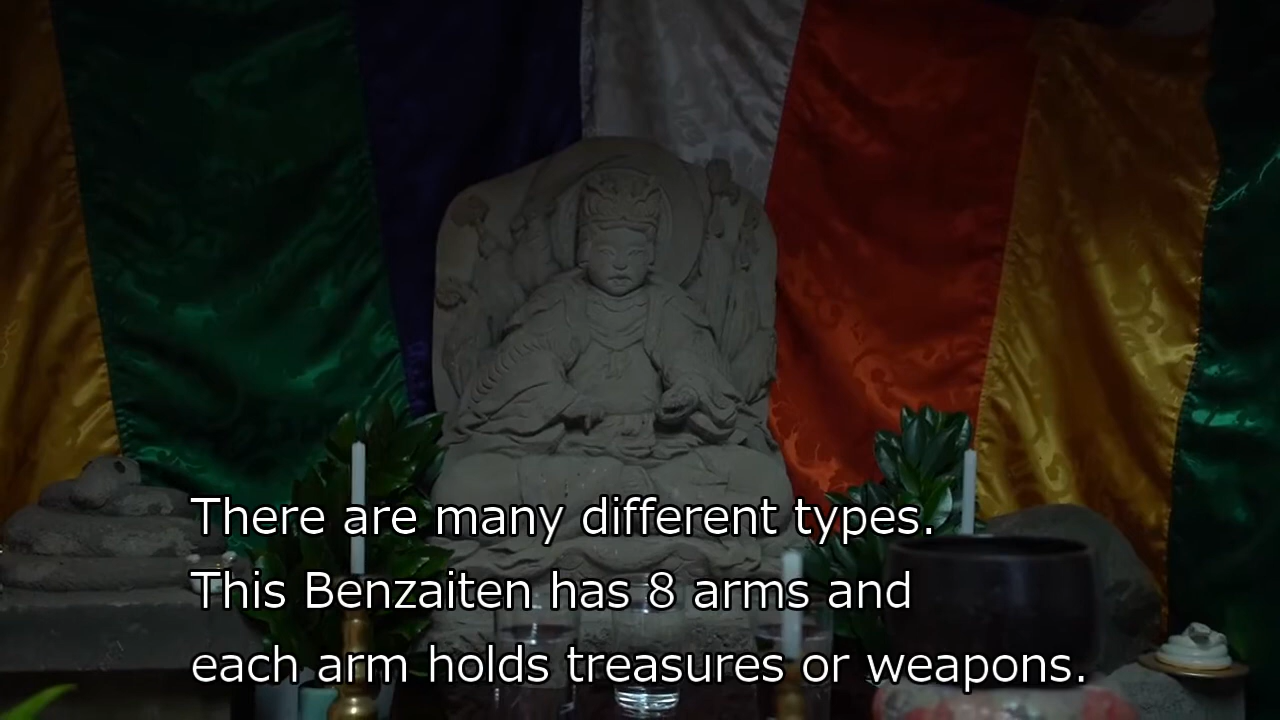 There are many different types.
This Benzaiten has 8 arms and
each arm holds treasures or weapons.